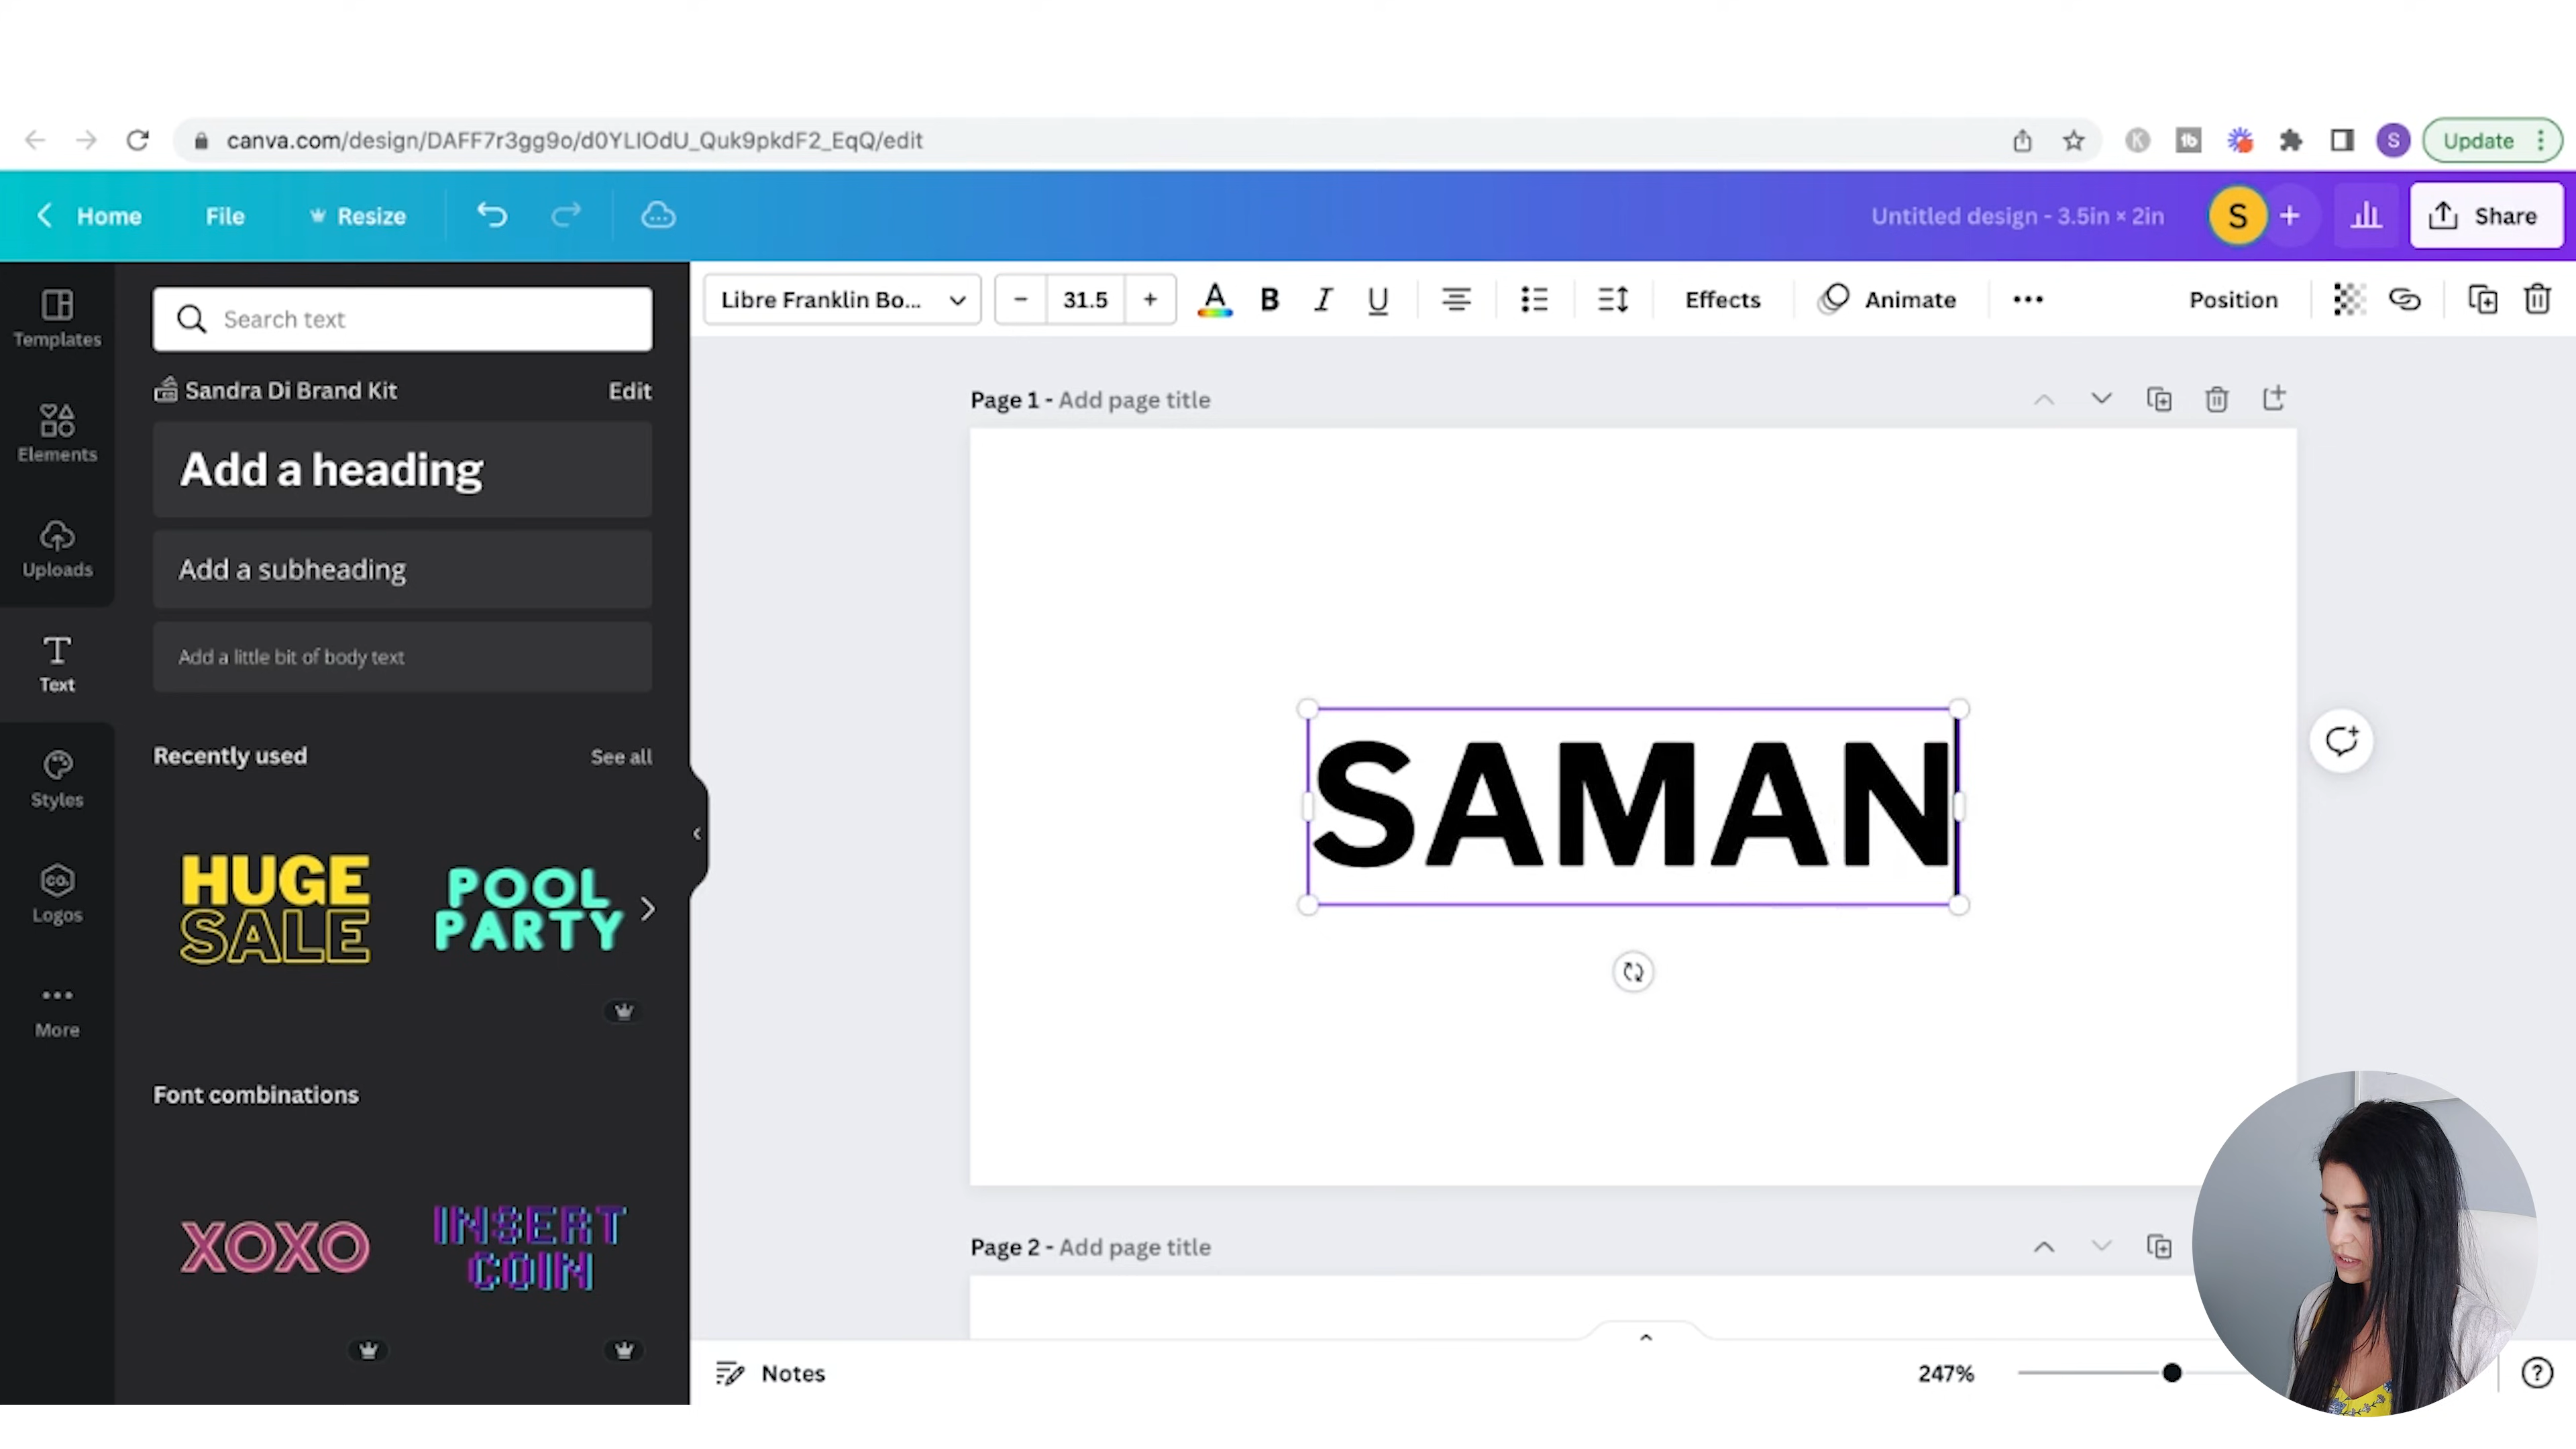 canva.com/design/DAFF7r3gg9o/d0YLIOdU_Quk9pkdF2_EqQ/edit
K
tb
S
Update
Home
File
Resize
Untitled design - 3.5in × 2in
S
+
Share
Templates
Elements
Uploads
Text
Styles
CO.
Logos
More
Search text
Sandra Di Brand Kit
Edit
Add a heading
Add a subheading
Add a little bit of body text
Recently used
See all
HUGE
SALE
POOL
PARTY
Font combinations
XOXO
INSERT
COIN
Libre Franklin Bo...
− 31.5 +
A B I U
Effects
Animate
Position
Page 1 - Add page title
SAMAN
Page 2 - Add page title
Notes
247%
?